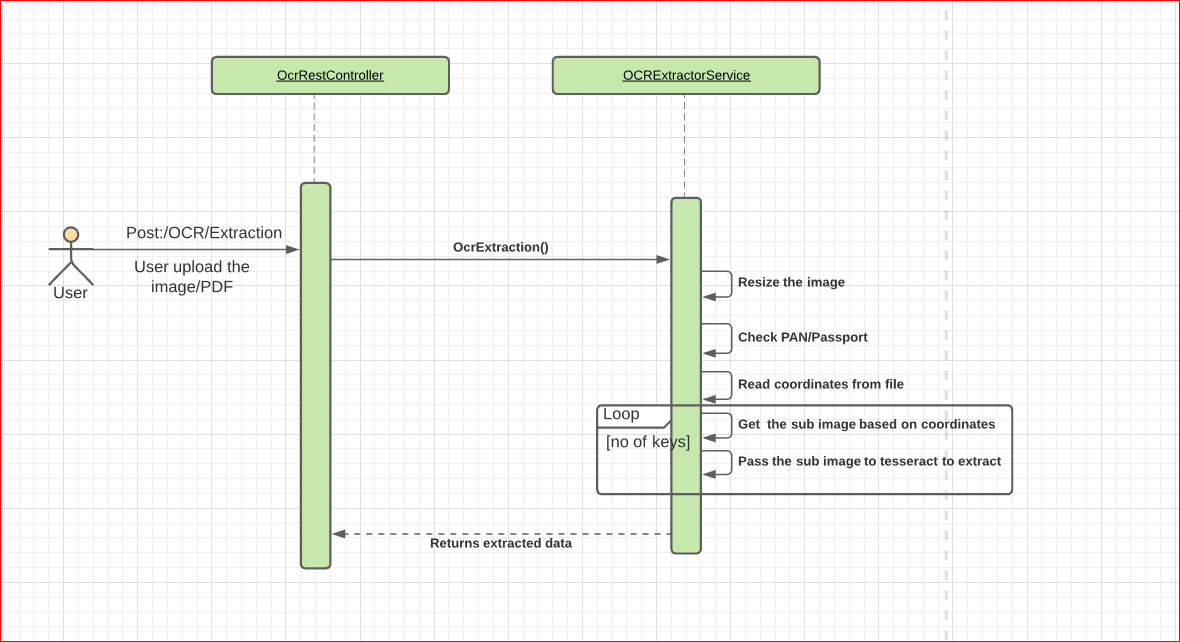 OcrRestController
OCRExtractorService
Post:/OCR/Extraction
User upload the
image/PDF
User
OcrExtraction()
Resize the image
Check PAN/Passport
Read coordinates from file
Loop
[no of keys]
Get the sub image based on coordinates
Pass the sub image to tesseract to extract
Returns extracted data